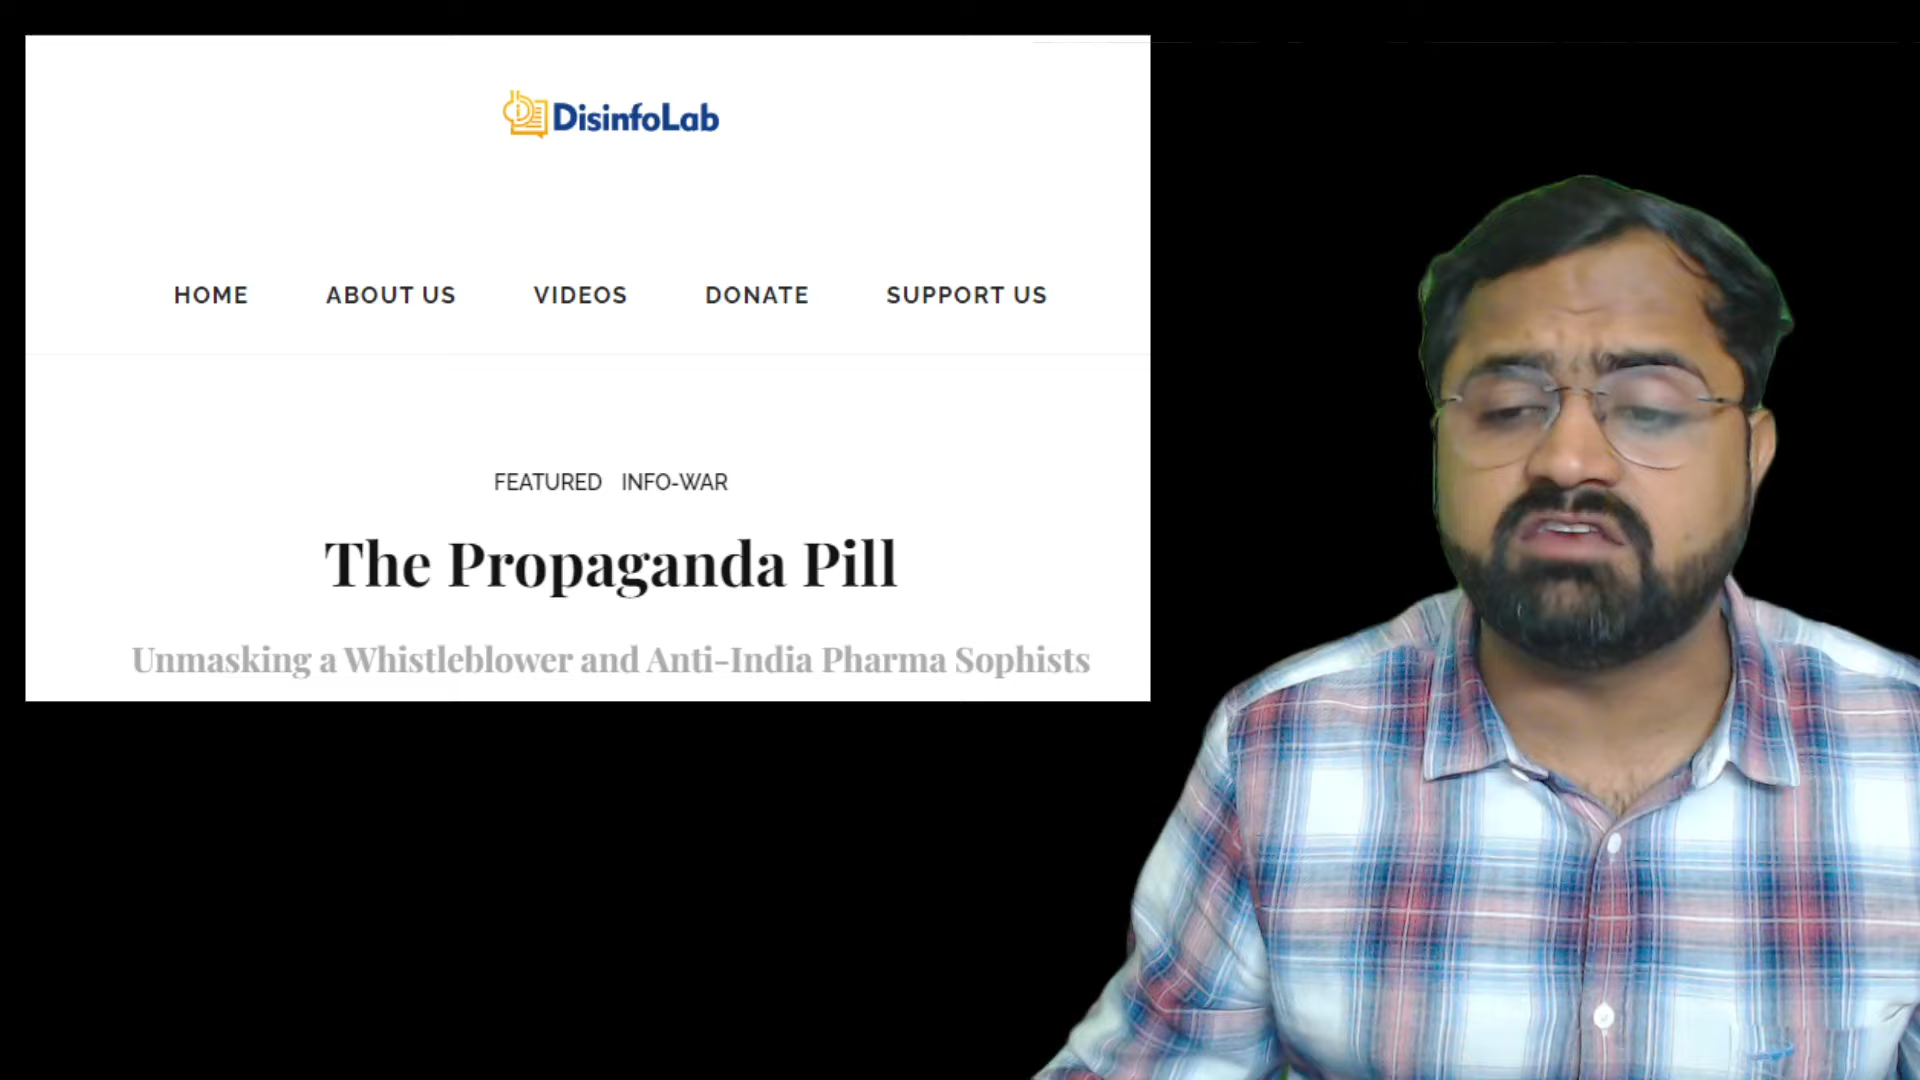 DisinfoLab
HOME ABOUT US VIDEOS DONATE SUPPORT US
FEATURED INFO-WAR
The Propaganda Pill
Unmasking a Whistleblower and Anti-India Pharma Sophists